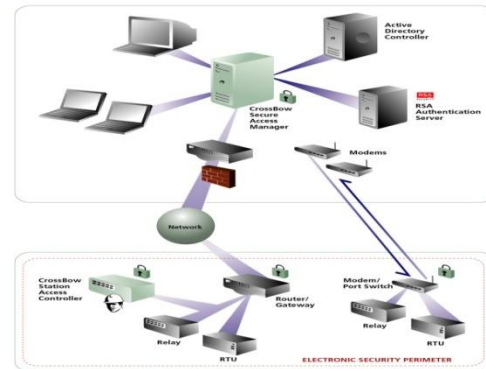 Active
Directory
Controller
RSA
RSA
Authentication
Server
CrossBow
Secure
Access
Manager
Modems
Network
CrossBow
Station
Access
Controller
Router/
Gateway
Modem/
Port Switch
Relay
RTU
Relay
RTU
ELECTRONIC SECURITY PERIMETER